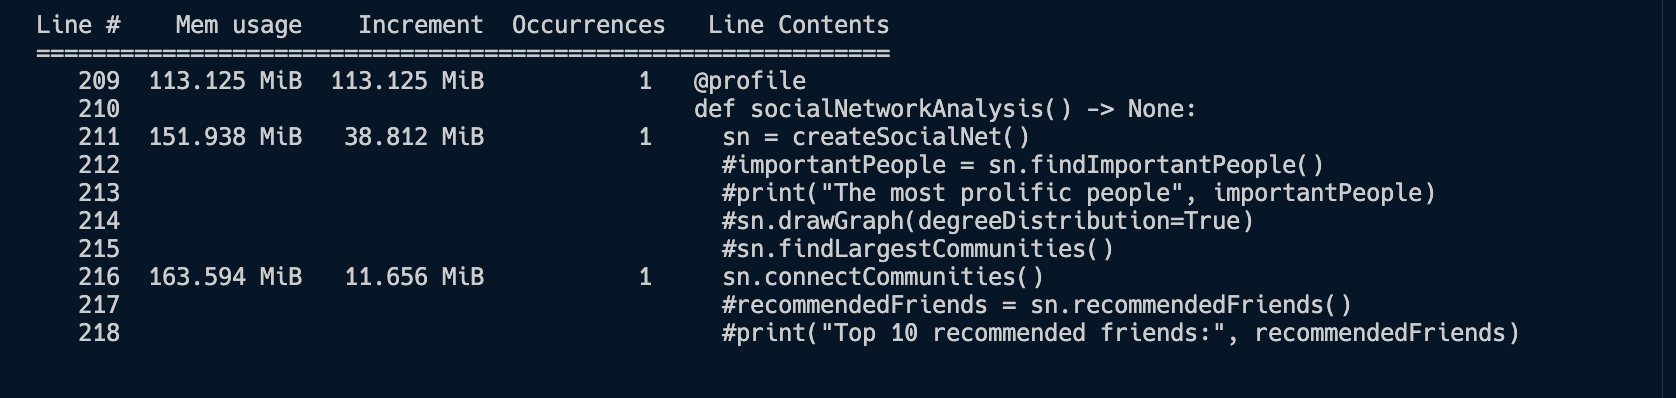 Line #    Mem usage    Increment  Occurrences   Line Contents
=============================================================
   209  113.125 MiB  113.125 MiB           1   @profile
   210                                         def socialNetworkAnalysis() -> None:
   211  151.938 MiB   38.812 MiB           1     sn = createSocialNet()
   212                                           #importantPeople = sn.findImportantPeople()
   213                                           #print("The most prolific people", importantPeople)
   214                                           #sn.drawGraph(degreeDistribution=True)
   215                                           #sn.findLargestCommunities()
   216  163.594 MiB   11.656 MiB           1     sn.connectCommunities()
   217                                           #recommendedFriends = sn.recommendedFriends()
   218                                           #print("Top 10 recommended friends:", recommendedFriends)